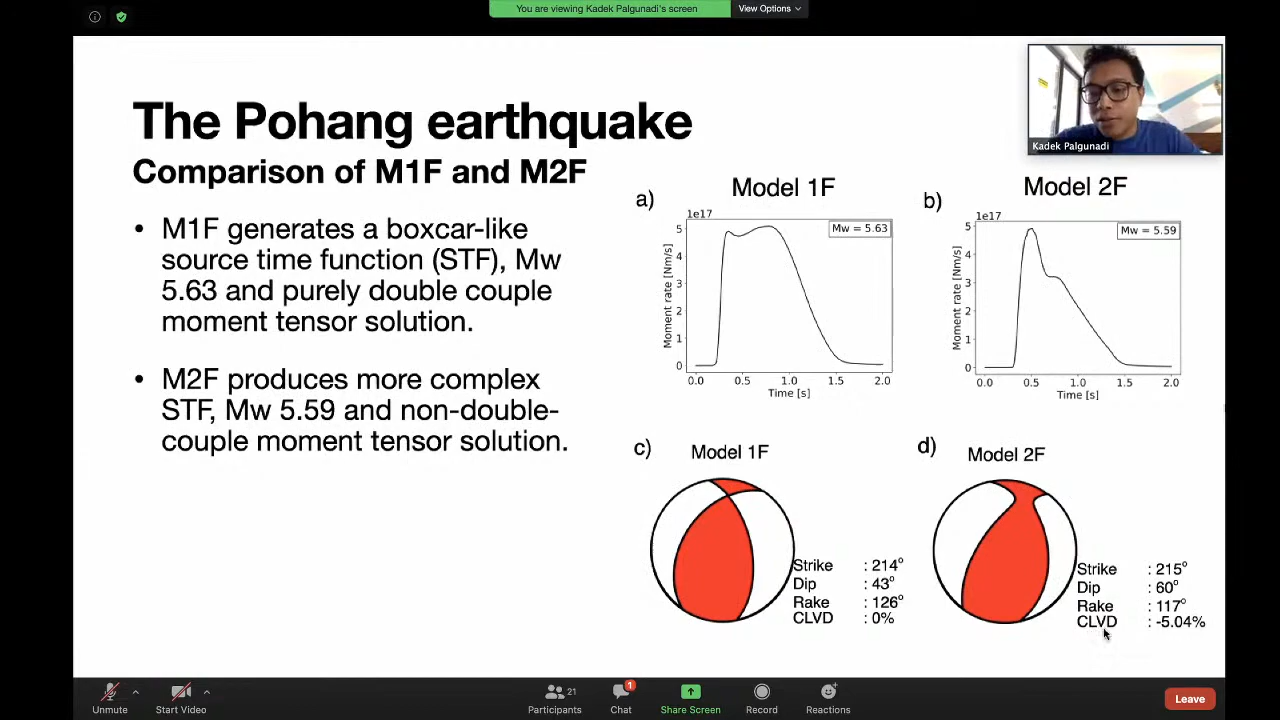 You are viewing Kadek Palgunadi's screen
View Options
The Pohang earthquake
Comparison of M1F and M2F
• M1F generates a boxcar-like
source time function (STF), Mw
5.63 and purely double couple
moment tensor solution.
• M2F produces more complex
STF, Mw 5.59 and non-double-
couple moment tensor solution.
Kadek Palgunadi
a)
Model 1F
1e17
Mw = 5.63
Moment rate [Nm/s]
5
4
3
2
1
0
0.0 0.5 1.0 1.5 2.0
Time [s]
b)
Model 2F
1e17
Mw = 5.59
Moment rate [Nm/s]
5
4
3
2
1
0
0.0 0.5 1.0 1.5 2.0
Time [s]
c)
Model 1F
Strike : 214°
Dip : 43°
Rake : 126°
CLVD : 0%
d)
Model 2F
Strike : 215°
Dip : 60°
Rake : 117°
CLVD : -5.04%
Unmute
Start Video
21
Participants
1
Chat
Share Screen
Record
Reactions
Leave